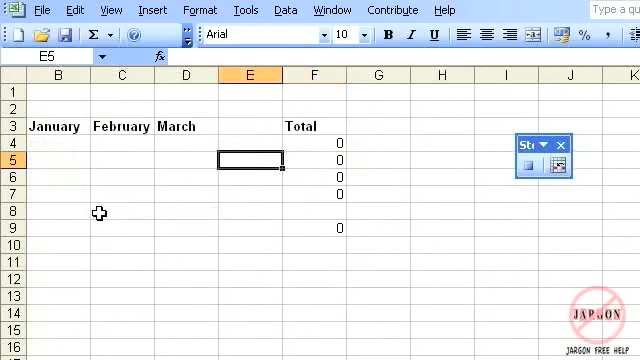 File Edit View Insert Format Tools Data Window Contribute Help Type a qu
Σ Arial 10 B I U %
E5 fx
B C D E F G H I J K
1
2
3 January February March Total
4 0
5 0
6 0
7 0
8
9 0
10
11
12
13
14
15
16
Sto
JARGON
JARGON FREE HELP